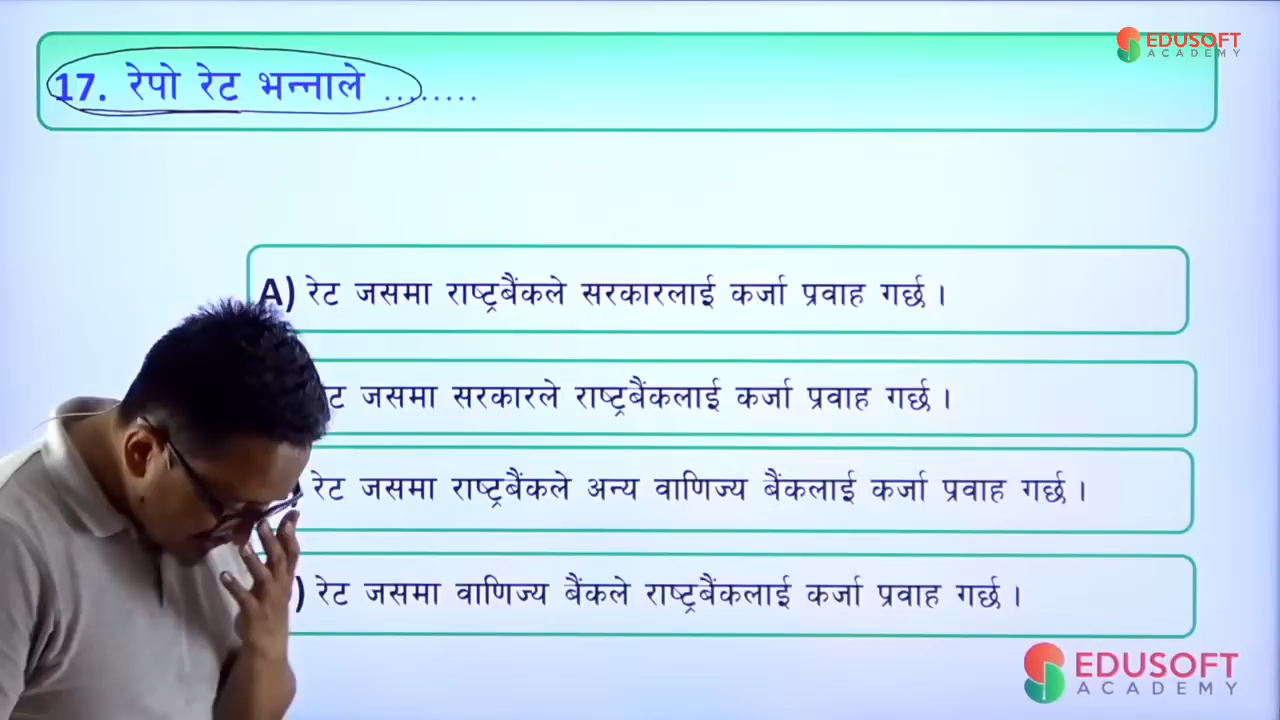 EDUSOFT
ACADEMY
17. रेपो रेट भन्नाले ........
A) रेट जसमा राष्ट्रबैंकले सरकारलाई कर्जा प्रवाह गर्छ ।
जसमा सरकारले राष्ट्रबैंकलाई कर्जा प्रवाह गर्छ ।
रेट जसमा राष्ट्रबैंकले अन्य वाणिज्य बैंकलाई कर्जा प्रवाह गर्छ ।
) रेट जसमा वाणिज्य बैंकले राष्ट्रबैंकलाई कर्जा प्रवाह गर्छ ।
EDUSOFT
ACADEMY